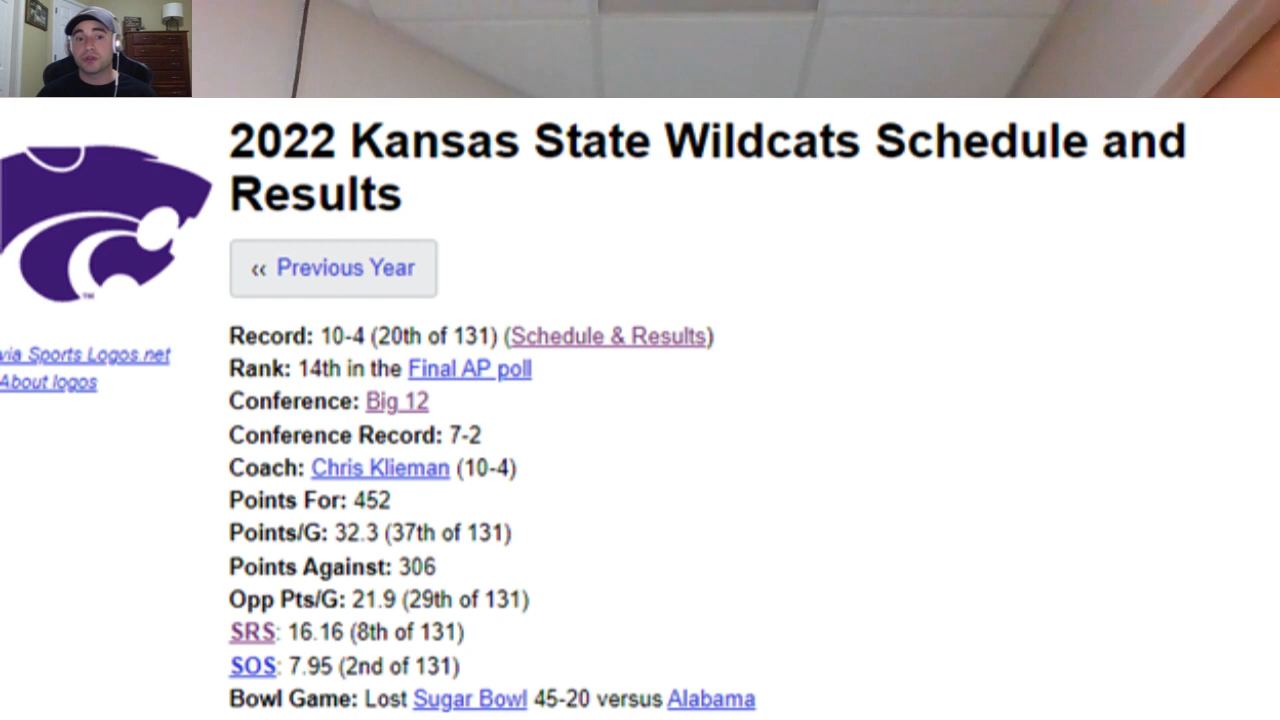 2022 Kansas State Wildcats Schedule and
Results
‹‹ Previous Year
via Sports Logos.net
About logos
Record: 10-4 (20th of 131) (Schedule & Results)
Rank: 14th in the Final AP poll
Conference: Big 12
Conference Record: 7-2
Coach: Chris Klieman (10-4)
Points For: 452
Points/G: 32.3 (37th of 131)
Points Against: 306
Opp Pts/G: 21.9 (29th of 131)
SRS: 16.16 (8th of 131)
SOS: 7.95 (2nd of 131)
Bowl Game: Lost Sugar Bowl 45-20 versus Alabama
TM